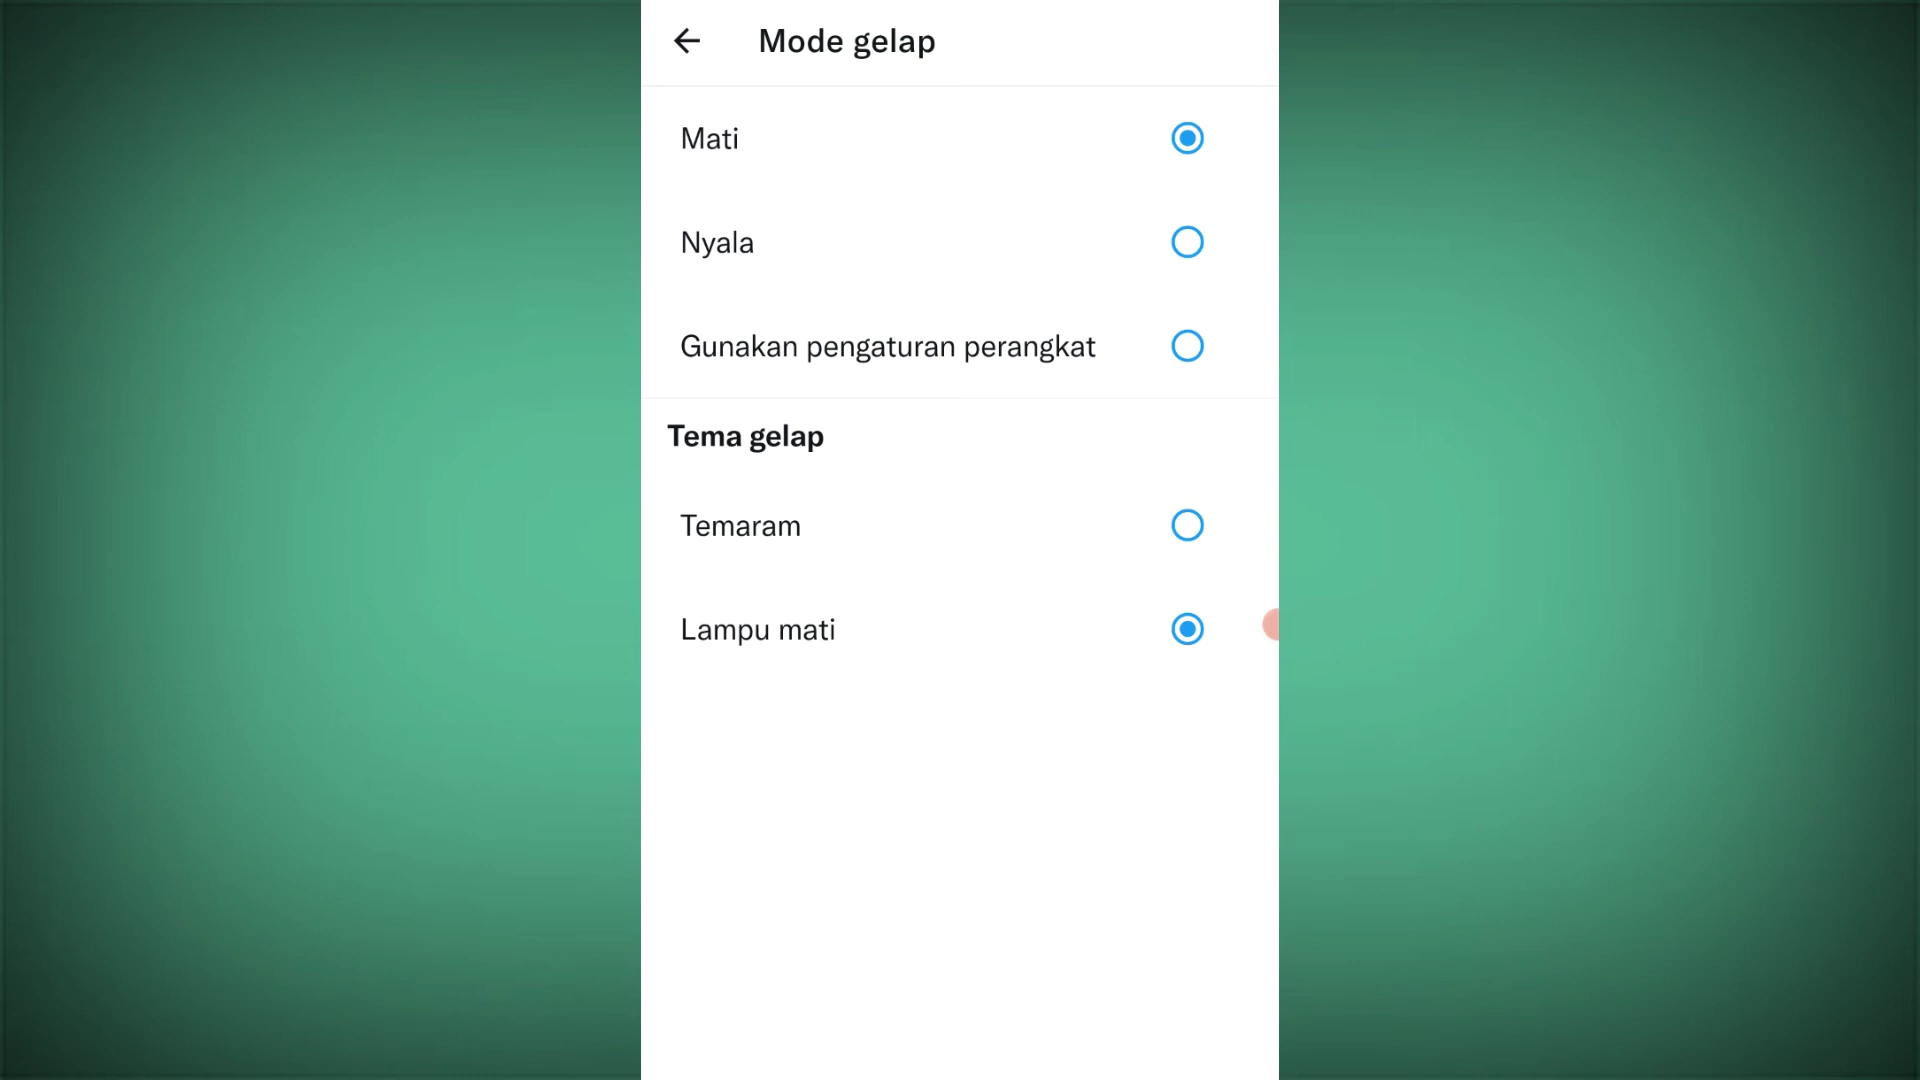 Mode gelap
Mati
Nyala
Gunakan pengaturan perangkat
Tema gelap
Temaram
Lampu mati